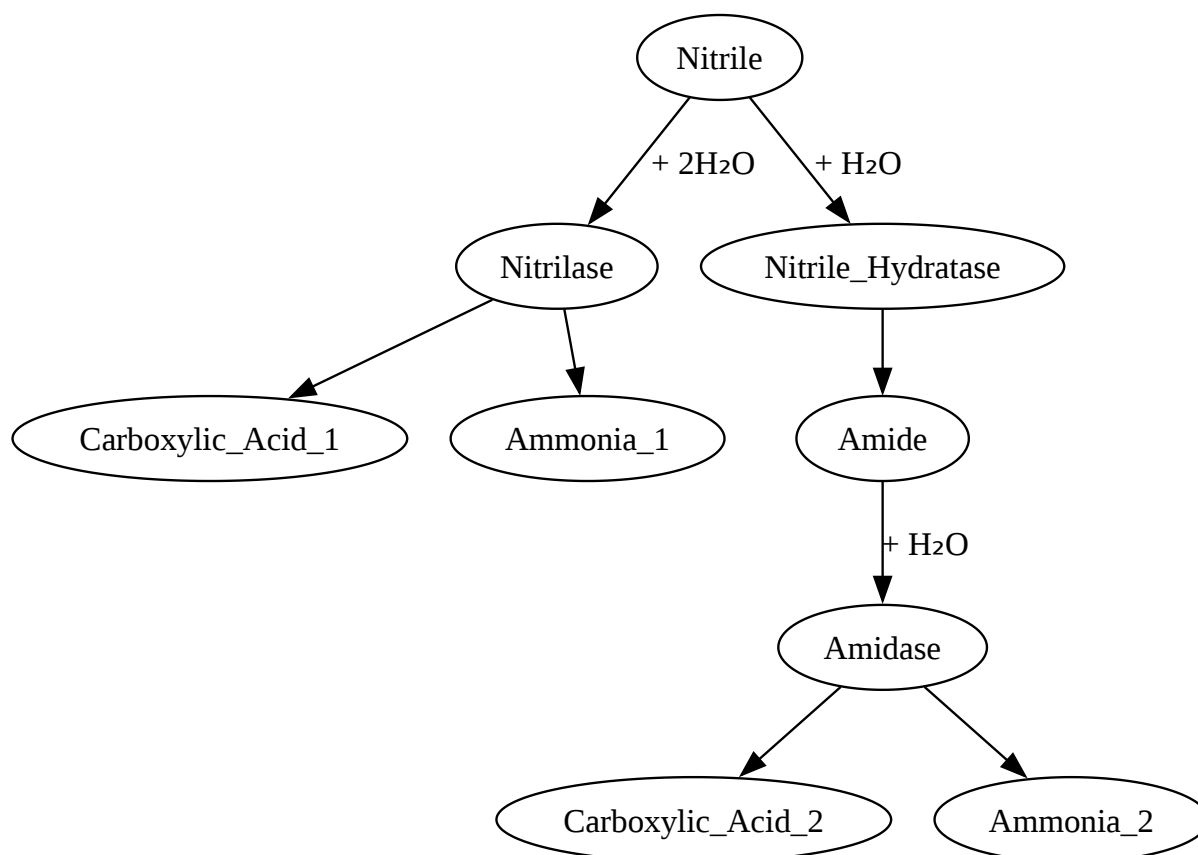 Nitrile
+ 2H₂O
+ H₂O
Nitrilase
Nitrile_Hydratase
Carboxylic_Acid_1
Ammonia_1
Amide
+ H₂O
Amidase
Carboxylic_Acid_2
Ammonia_2